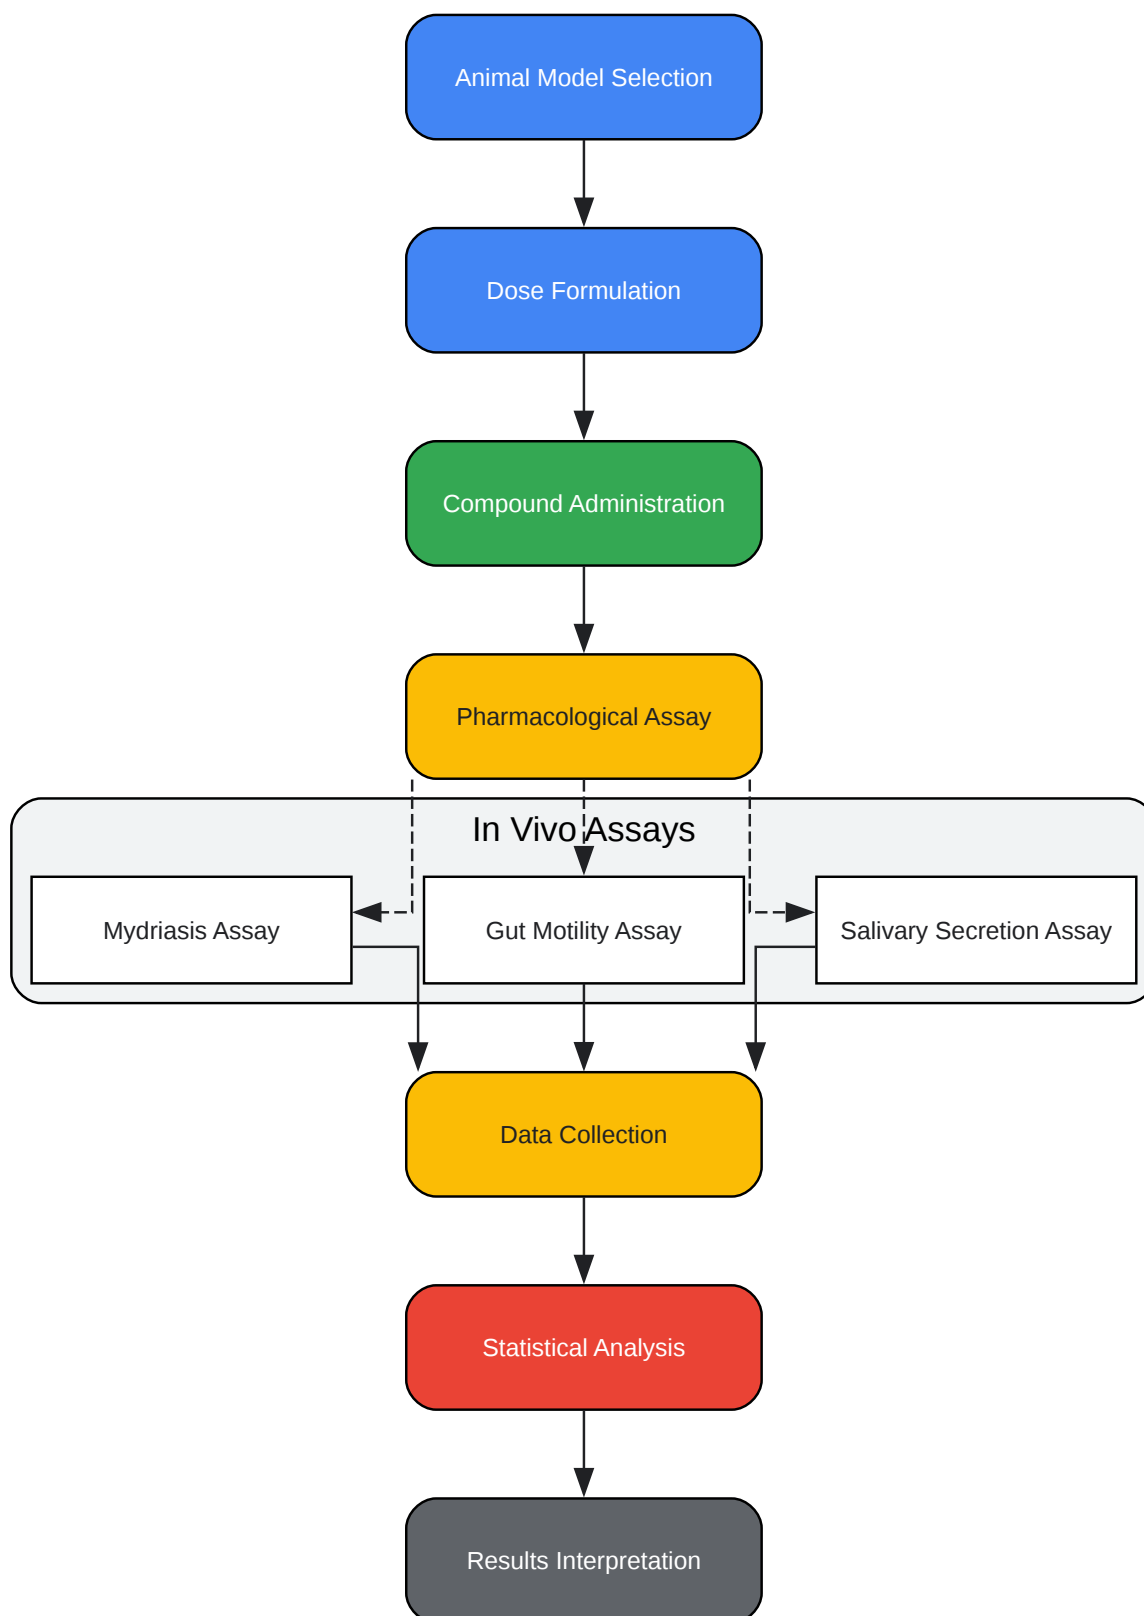 Animal Model Selection
Dose Formulation
Compound Administration
Pharmacological Assay
In Vivo Assays
Mydriasis Assay
Gut Motility Assay
Salivary Secretion Assay
Data Collection
Statistical Analysis
Results Interpretation